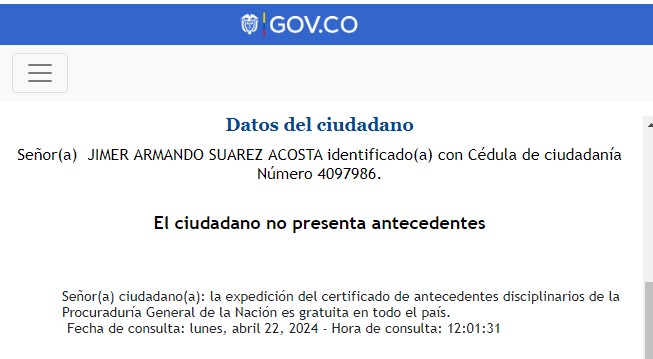 GOV.CO
Datos del ciudadano
Señor(a) JIMER ARMANDO SUAREZ ACOSTA identificado(a) con Cédula de ciudadanía
Número 4097986.
El ciudadano no presenta antecedentes
Señor(a) ciudadano(a): la expedición del certificado de antecedentes disciplinarios de la
Procuraduría General de la Nación es gratuita en todo el país.
Fecha de consulta: lunes, abril 22, 2024 - Hora de consulta: 12:01:31